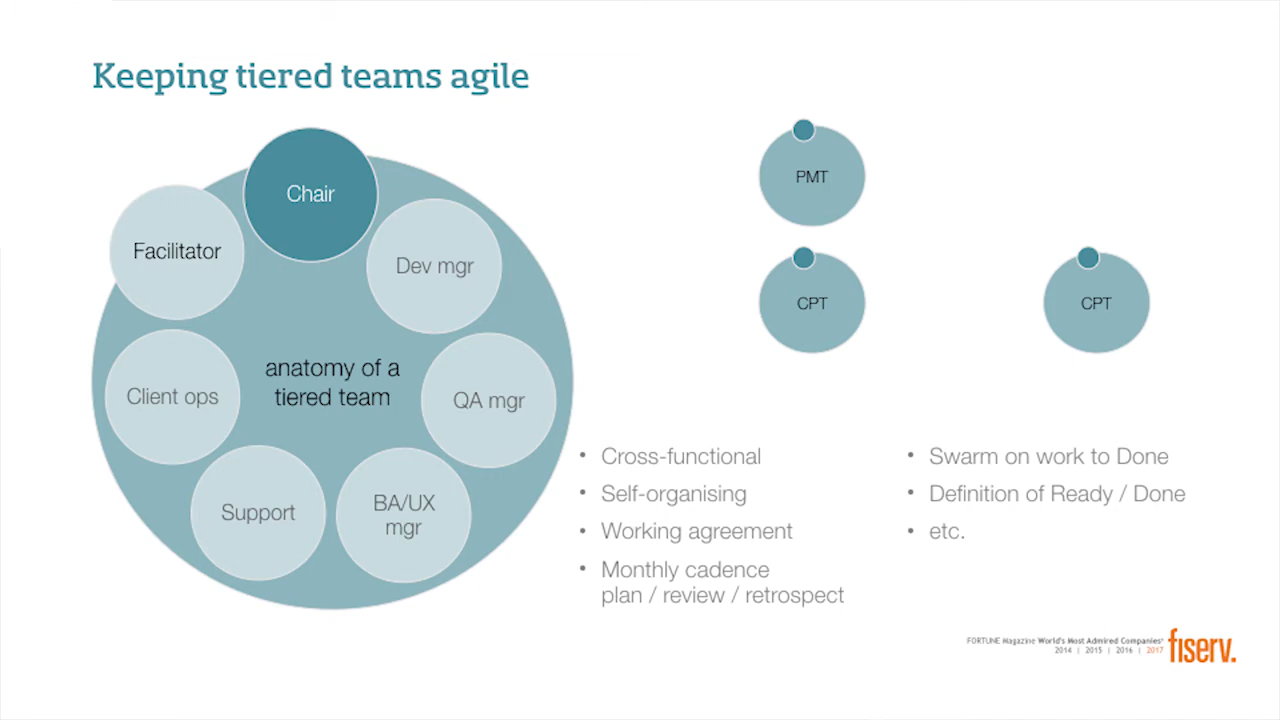 Keeping tiered teams agile
Chair
Facilitator
Dev mgr
Client ops
anatomy of a
tiered team
QA mgr
Support
BA/UX
mgr
PMT
CPT
CPT
• Cross-functional
• Self-organising
• Working agreement
• Monthly cadence
plan / review / retrospect
• Swarm on work to Done
• Definition of Ready / Done
• etc.
FORTUNE Magazine World's Most Admired Companies®
2014 | 2015 | 2016 | 2017
fiserv.